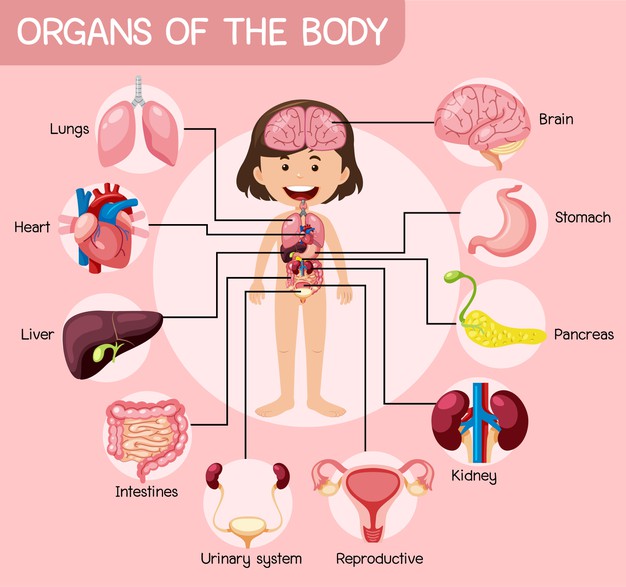 ORGANS OF THE BODY
Lungs
Brain
Heart
Stomach
Liver
Pancreas
Intestines
Kidney
Urinary system
Reproductive